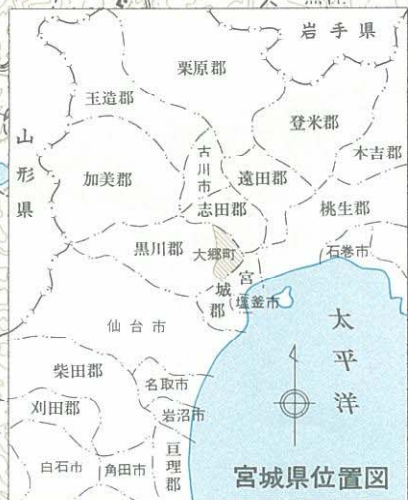 岩手県
栗原郡
玉造郡
登米郡
本吉郡
山形県
古川市
加美郡
遠田郡
志田郡
桃生郡
黒川郡
大郷町
石巻市
宮城郡
塩釜市
仙台市
太平洋
柴田郡
名取市
刈田郡
岩沼市
亘理郡
白石市
角田市
宮城県位置図